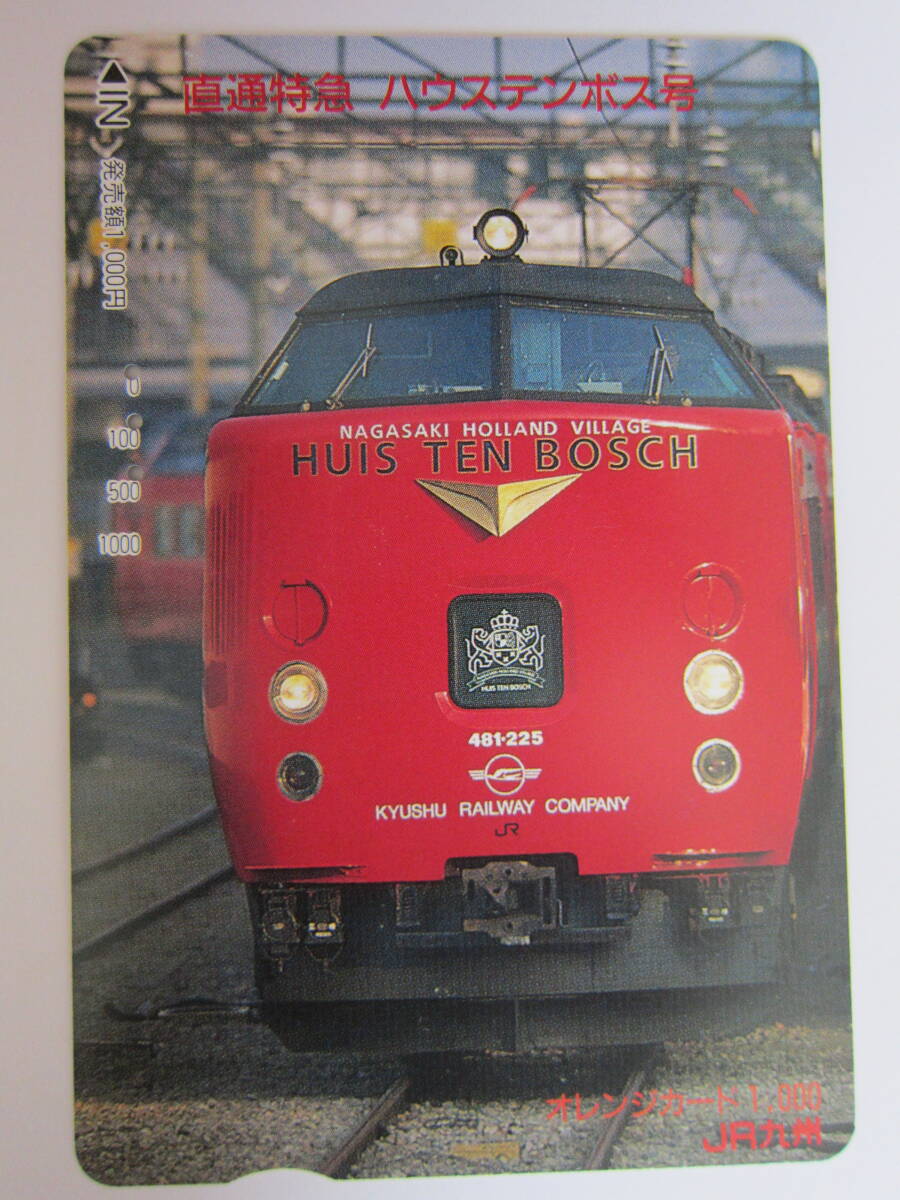 直通特急 ハウステンボス号
◀IN
発売額1,000円
0
100
500
1000
NAGASAKI HOLLAND VILLAGE
HUIS TEN BOSCH
HUIS TEN BOSCH
481-225
KYUSHU RAILWAY COMPANY
JR
オレンジカード 1,000
JR九州